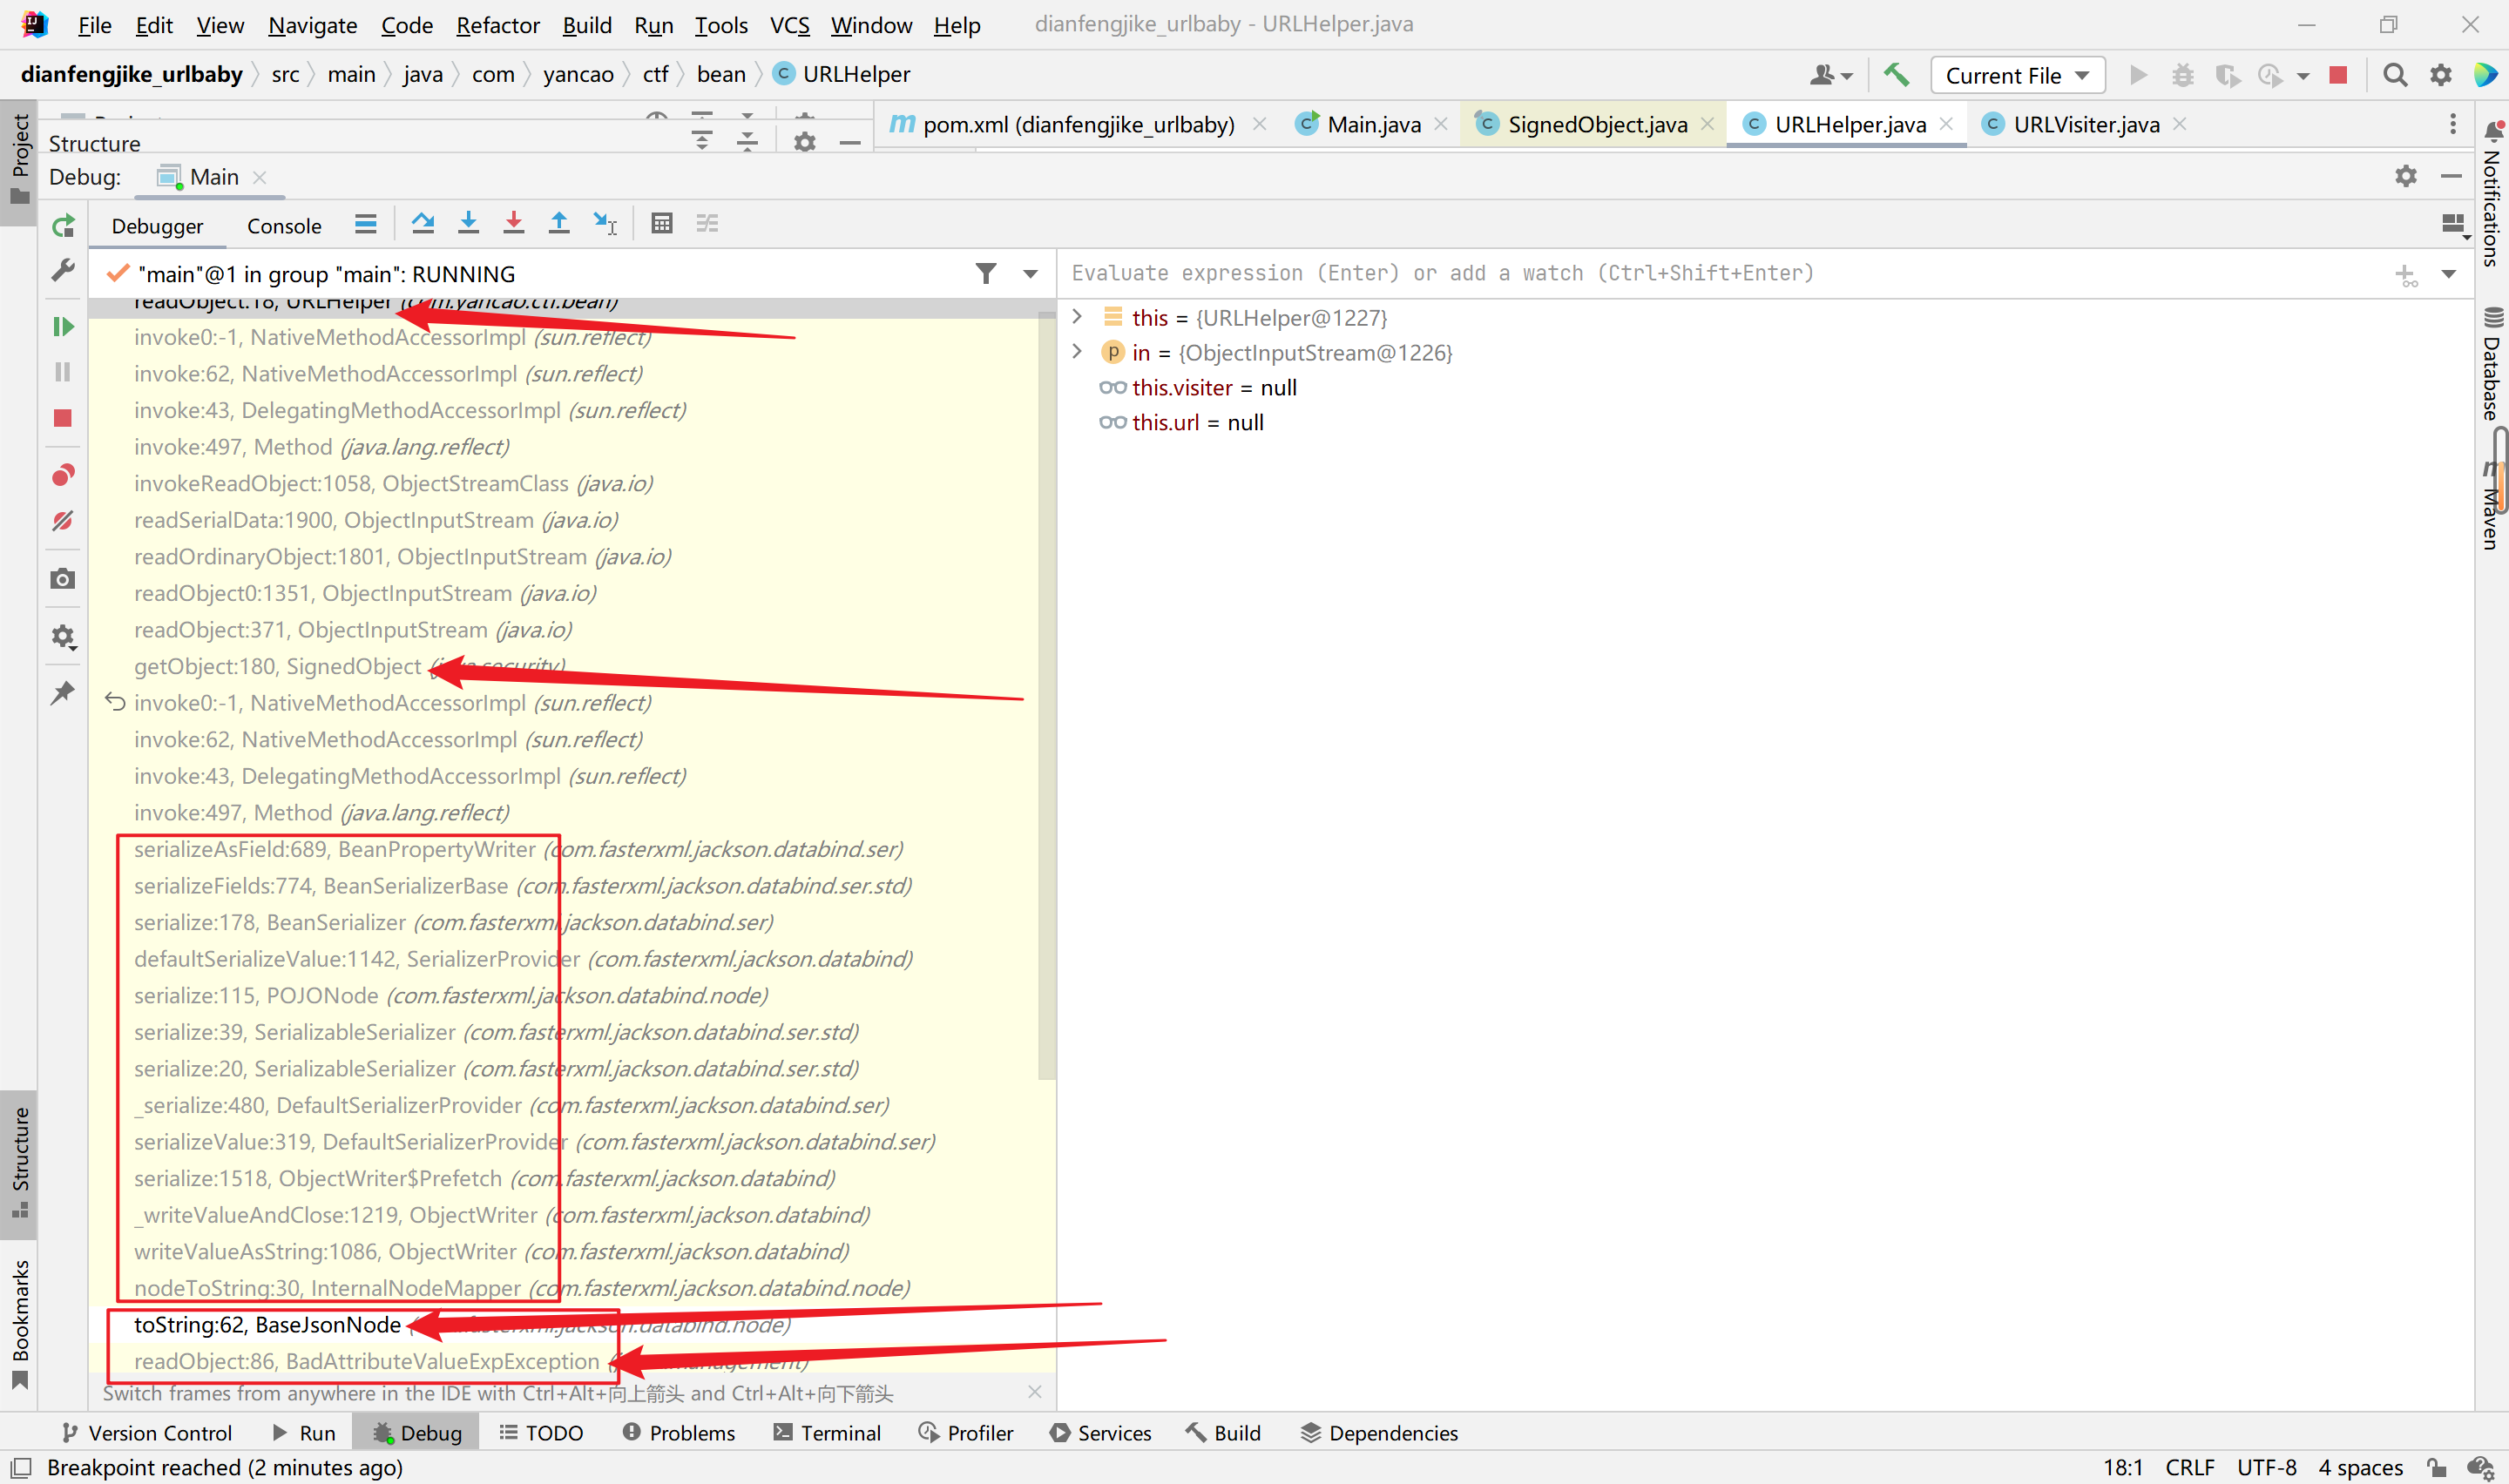 File Edit View Navigate Code Refactor Build Run Tools VCS Window Help dianfengjike_urlbaby - URLHelper.java
dianfengjike_urlbaby src main java com yancao ctf bean URLHelper Current File
Project
Structure
pom.xml (dianfengjike_urlbaby) Main.java SignedObject.java URLHelper.java URLVisiter.java
Debug: Main
Debugger Console
"main"@1 in group "main": RUNNING
Evaluate expression (Enter) or add a watch (Ctrl+Shift+Enter)
readObject:18, URLHelper (com.yancao.ctf.bean)
invoke0:-1, NativeMethodAccessorImpl (sun.reflect)
invoke:62, NativeMethodAccessorImpl (sun.reflect)
invoke:43, DelegatingMethodAccessorImpl (sun.reflect)
invoke:497, Method (java.lang.reflect)
invokeReadObject:1058, ObjectStreamClass (java.io)
readSerialData:1900, ObjectInputStream (java.io)
readOrdinaryObject:1801, ObjectInputStream (java.io)
readObject0:1351, ObjectInputStream (java.io)
readObject:371, ObjectInputStream (java.io)
getObject:180, SignedObject (java.security)
invoke0:-1, NativeMethodAccessorImpl (sun.reflect)
invoke:62, NativeMethodAccessorImpl (sun.reflect)
invoke:43, DelegatingMethodAccessorImpl (sun.reflect)
invoke:497, Method (java.lang.reflect)
serializeAsField:689, BeanPropertyWriter (com.fasterxml.jackson.databind.ser)
serializeFields:774, BeanSerializerBase (com.fasterxml.jackson.databind.ser.std)
serialize:178, BeanSerializer (com.fasterxml.jackson.databind.ser)
defaultSerializeValue:1142, SerializerProvider (com.fasterxml.jackson.databind)
serialize:115, POJONode (com.fasterxml.jackson.databind.node)
serialize:39, SerializableSerializer (com.fasterxml.jackson.databind.ser.std)
serialize:20, SerializableSerializer (com.fasterxml.jackson.databind.ser.std)
_serialize:480, DefaultSerializerProvider (com.fasterxml.jackson.databind.ser)
serializeValue:319, DefaultSerializerProvider (com.fasterxml.jackson.databind.ser)
serialize:1518, ObjectWriter$Prefetch (com.fasterxml.jackson.databind)
_writeValueAndClose:1219, ObjectWriter (com.fasterxml.jackson.databind)
writeValueAsString:1086, ObjectWriter (com.fasterxml.jackson.databind)
nodeToString:30, InternalNodeMapper (com.fasterxml.jackson.databind.node)
toString:62, BaseJsonNode (com.fasterxml.jackson.databind.node)
readObject:86, BadAttributeValueExpException
Switch frames from anywhere in the IDE with Ctrl+Alt+向上箭头 and Ctrl+Alt+向下箭头
this = {URLHelper@1227}
in = {ObjectInputStream@1226}
this.visiter = null
this.url = null
Notifications
Database
Maven
Structure
Bookmarks
Version Control Run Debug TODO Problems Terminal Profiler Services Build Dependencies
Breakpoint reached (2 minutes ago) 18:1 CRLF UTF-8 4 spaces